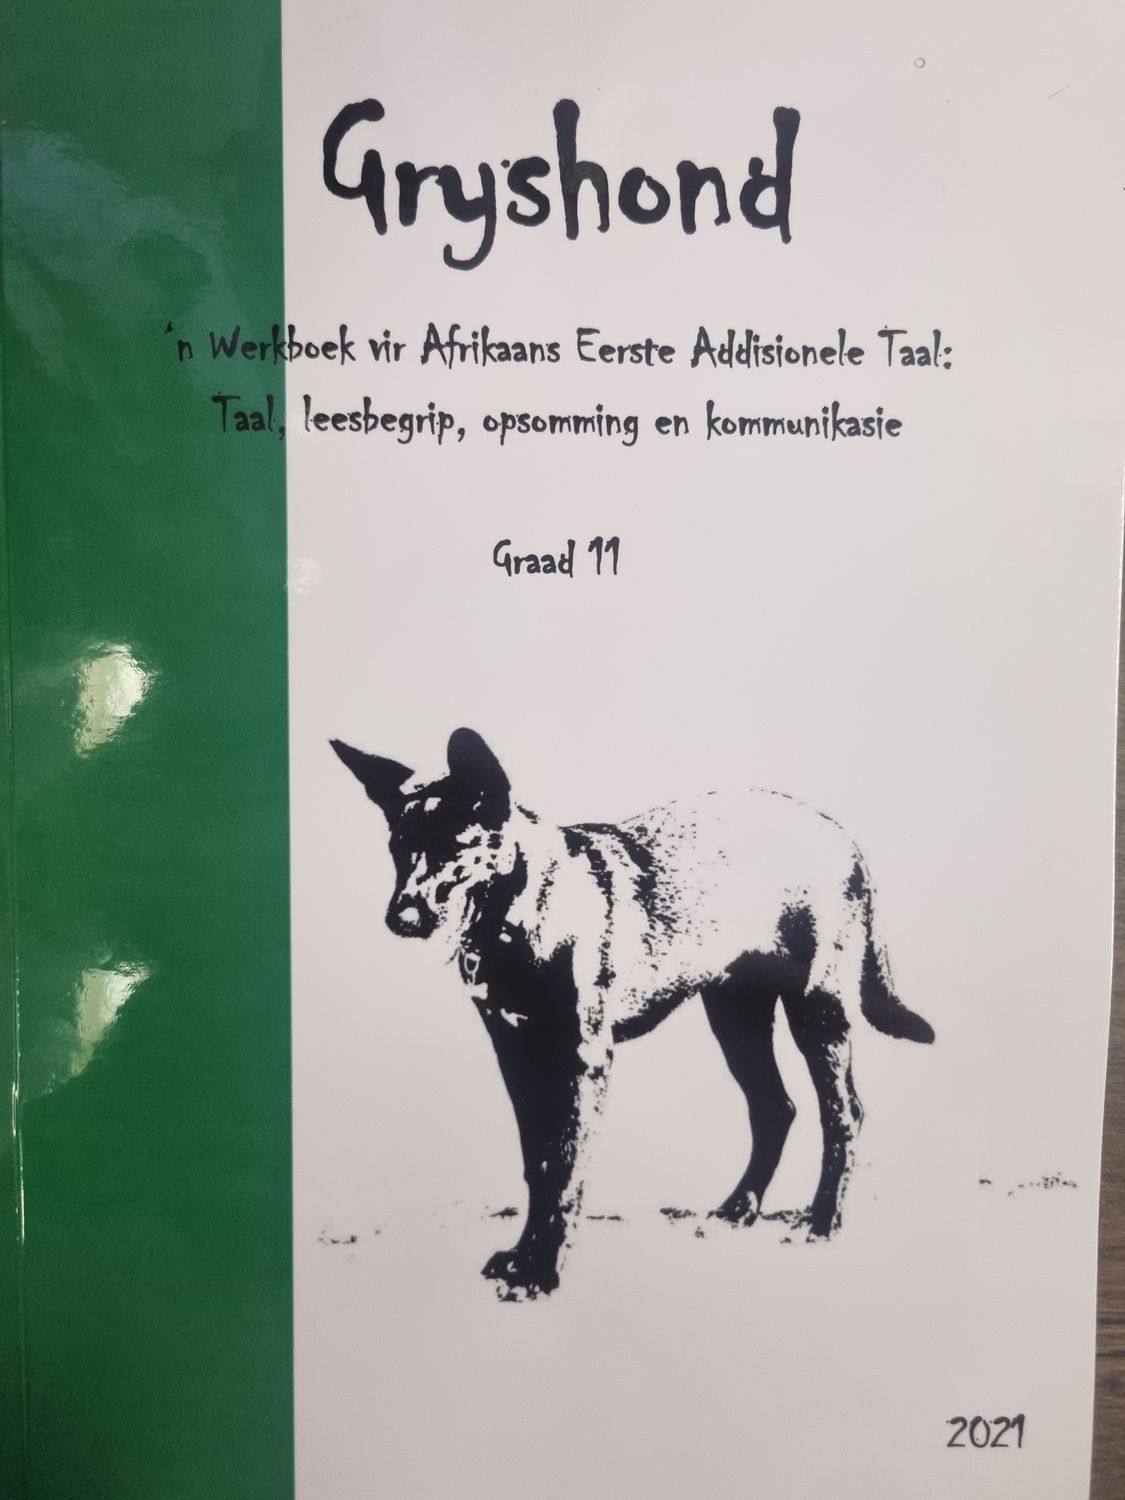 Gryshond
'n Werkboek vir Afrikaans Eerste Addisionele Taal:
Taal, leesbegrip, opsomming en kommunikasie
Graad 11
2021